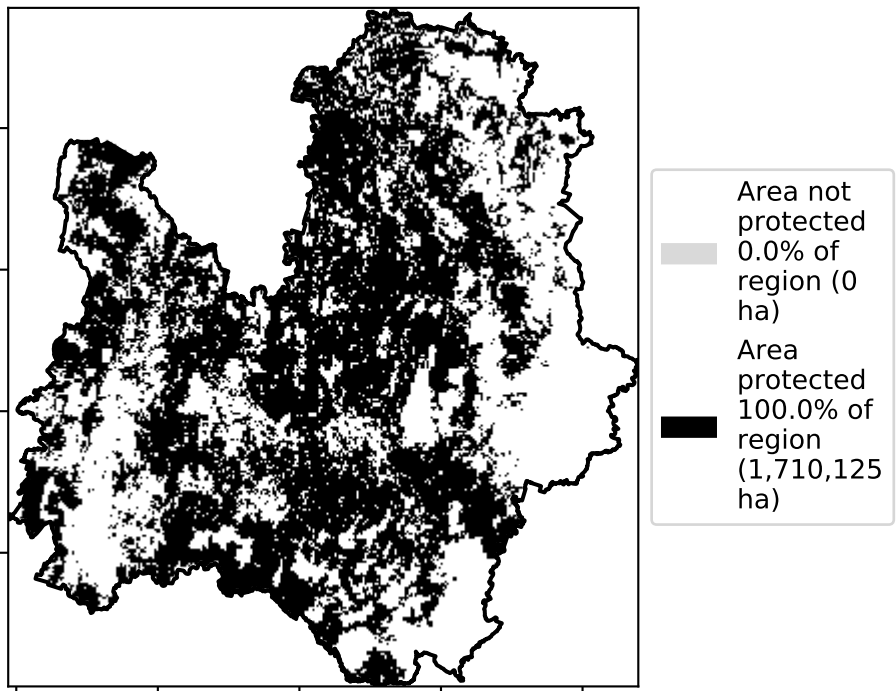 Area not
protected
0.0% of
region (0
ha)
Area
protected
100.0% of
region
(1,710,125
ha)